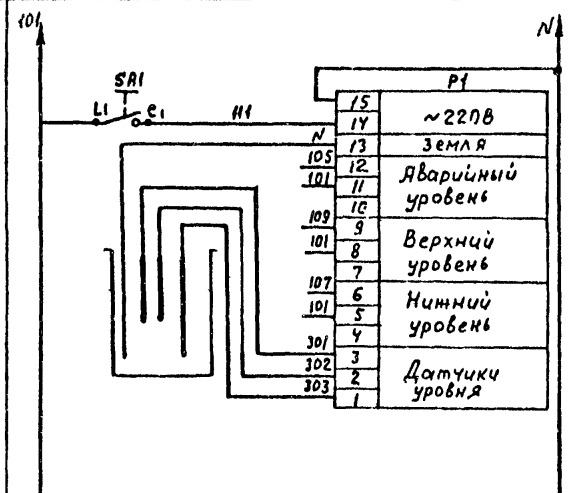 101
N
SA1
P1
L1
e1
111
15
14
~220В
N
13
Земля
105
12
101
11
10
Аварийный
уровень
109
9
101
8
7
Верхний
уровень
107
6
101
5
4
Нижний
уровень
301
3
302
2
303
1
Датчики
уровня